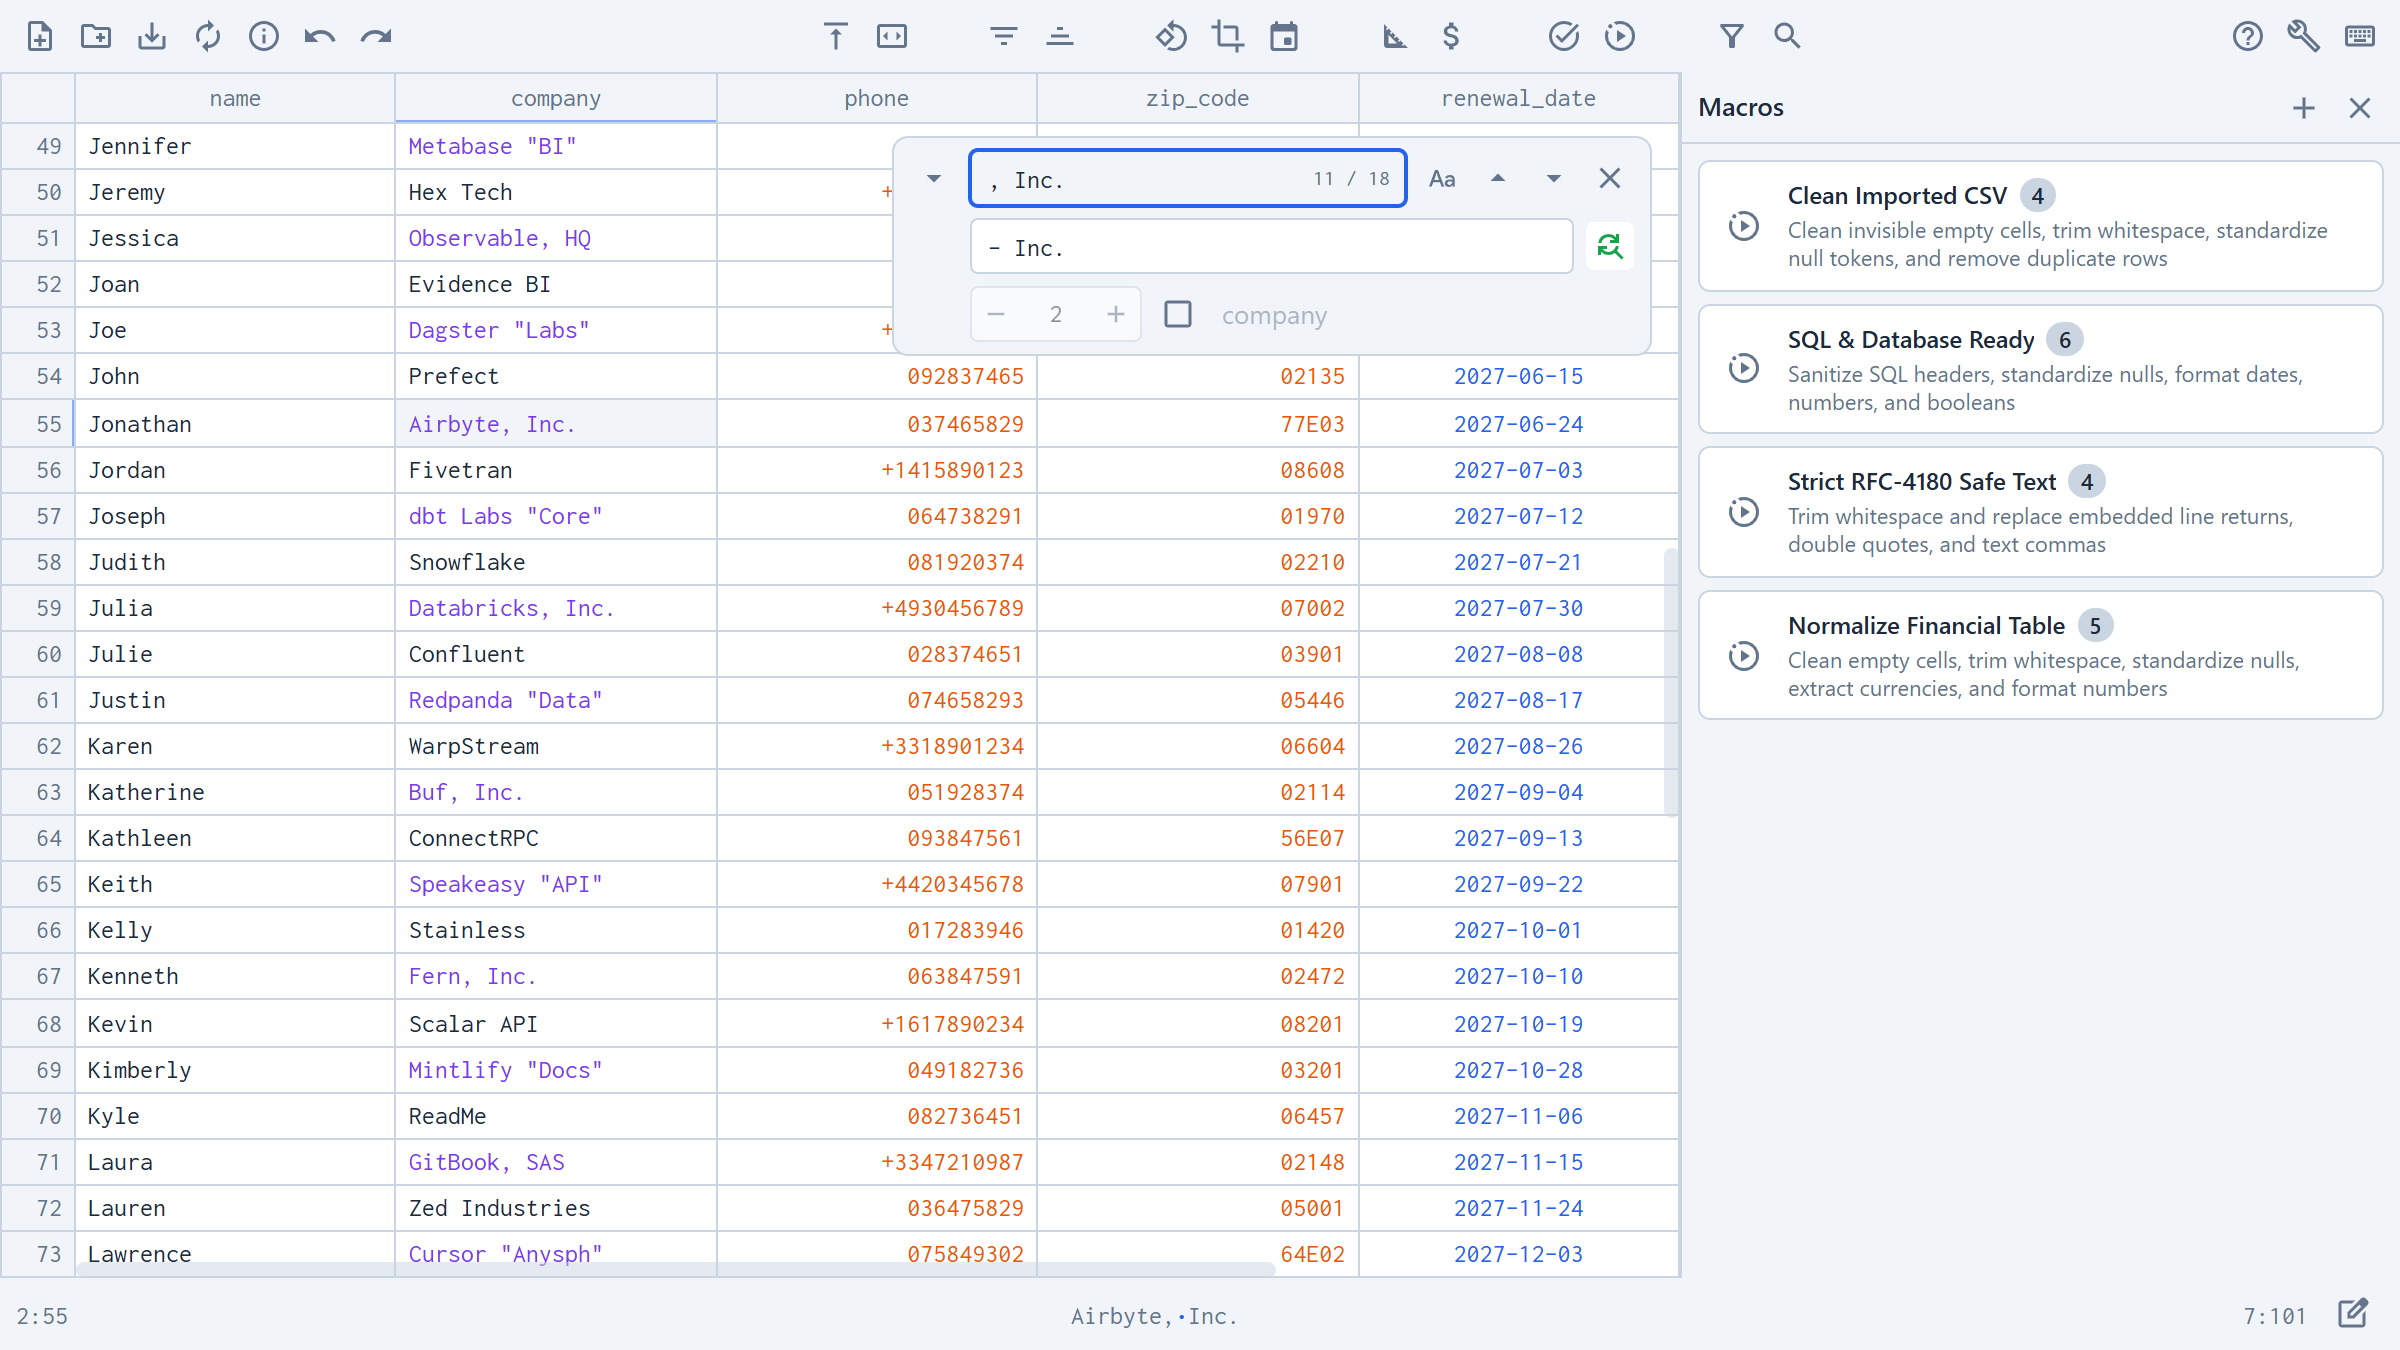 name company phone zip_code renewal_date
Macros
, Inc. 11 / 18 Aa
- Inc.
2 company
49 Jennifer Metabase "BI"
50 Jeremy Hex Tech +
51 Jessica Observable, HQ
52 Joan Evidence BI
53 Joe Dagster "Labs" +
54 John Prefect 092837465 02135 2027-06-15
55 Jonathan Airbyte, Inc. 037465829 77E03 2027-06-24
56 Jordan Fivetran +1415890123 08608 2027-07-03
57 Joseph dbt Labs "Core" 064738291 01970 2027-07-12
58 Judith Snowflake 081920374 02210 2027-07-21
59 Julia Databricks, Inc. +4930456789 07002 2027-07-30
60 Julie Confluent 028374651 03901 2027-08-08
61 Justin Redpanda "Data" 074658293 05446 2027-08-17
62 Karen WarpStream +3318901234 06604 2027-08-26
63 Katherine Buf, Inc. 051928374 02114 2027-09-04
64 Kathleen ConnectRPC 093847561 56E07 2027-09-13
65 Keith Speakeasy "API" +4420345678 07901 2027-09-22
66 Kelly Stainless 017283946 01420 2027-10-01
67 Kenneth Fern, Inc. 063847591 02472 2027-10-10
68 Kevin Scalar API +1617890234 08201 2027-10-19
69 Kimberly Mintlify "Docs" 049182736 03201 2027-10-28
70 Kyle ReadMe 082736451 06457 2027-11-06
71 Laura GitBook, SAS +3347210987 02148 2027-11-15
72 Lauren Zed Industries 036475829 05001 2027-11-24
73 Lawrence Cursor "Anysph" 075849302 64E02 2027-12-03
Clean Imported CSV 4
Clean invisible empty cells, trim whitespace, standardize
null tokens, and remove duplicate rows
SQL & Database Ready 6
Sanitize SQL headers, standardize nulls, format dates,
numbers, and booleans
Strict RFC-4180 Safe Text 4
Trim whitespace and replace embedded line returns,
double quotes, and text commas
Normalize Financial Table 5
Clean empty cells, trim whitespace, standardize nulls,
extract currencies, and format numbers
2:55 Airbyte,·Inc. 7:101